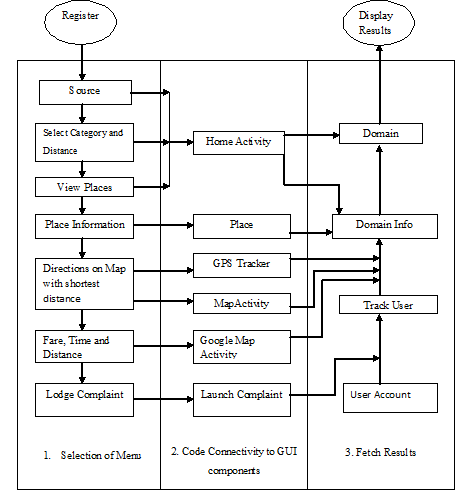 Register
Display
Results
Source
Select Category and
Distance
Home Activity
Domain
View Places
Place Information
Place
Domain Info
Directions on Map
with shortest
distance
GPS Tracker
MapActivity
Track User
Fare, Time and
Distance
Google Map
Activity
Lodge Complaint
Launch Complaint
User Account
1. Selection of Menu
2. Code Connectivity to GUI
components
3. Fetch Results